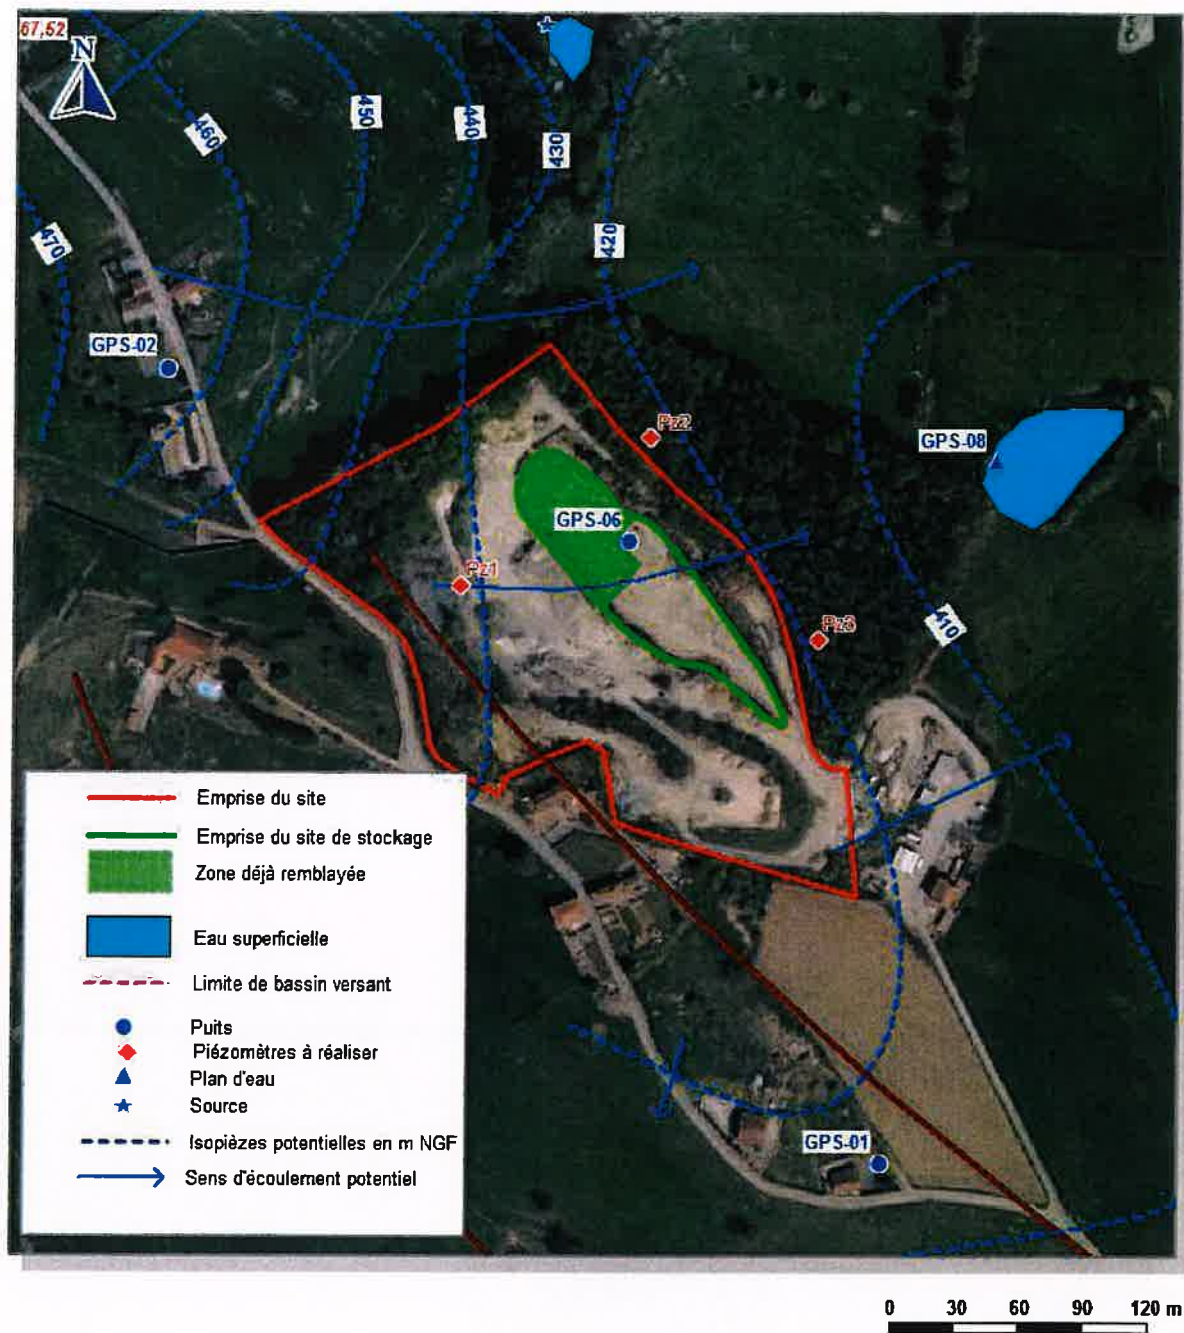 67,52
N
460
450
440
430
420
470
GPS-02
Pz2
GPS-08
GPS-06
Pz1
Pz3
410
Emprise du site
Emprise du site de stockage
Zone déjà remblayée
Eau superficielle
Limite de bassin versant
Puits
Piézomètres à réaliser
Plan d'eau
Source
Isopièzes potentielles en m NGF
Sens d'écoulement potentiel
GPS-01
0 30 60 90 120 m